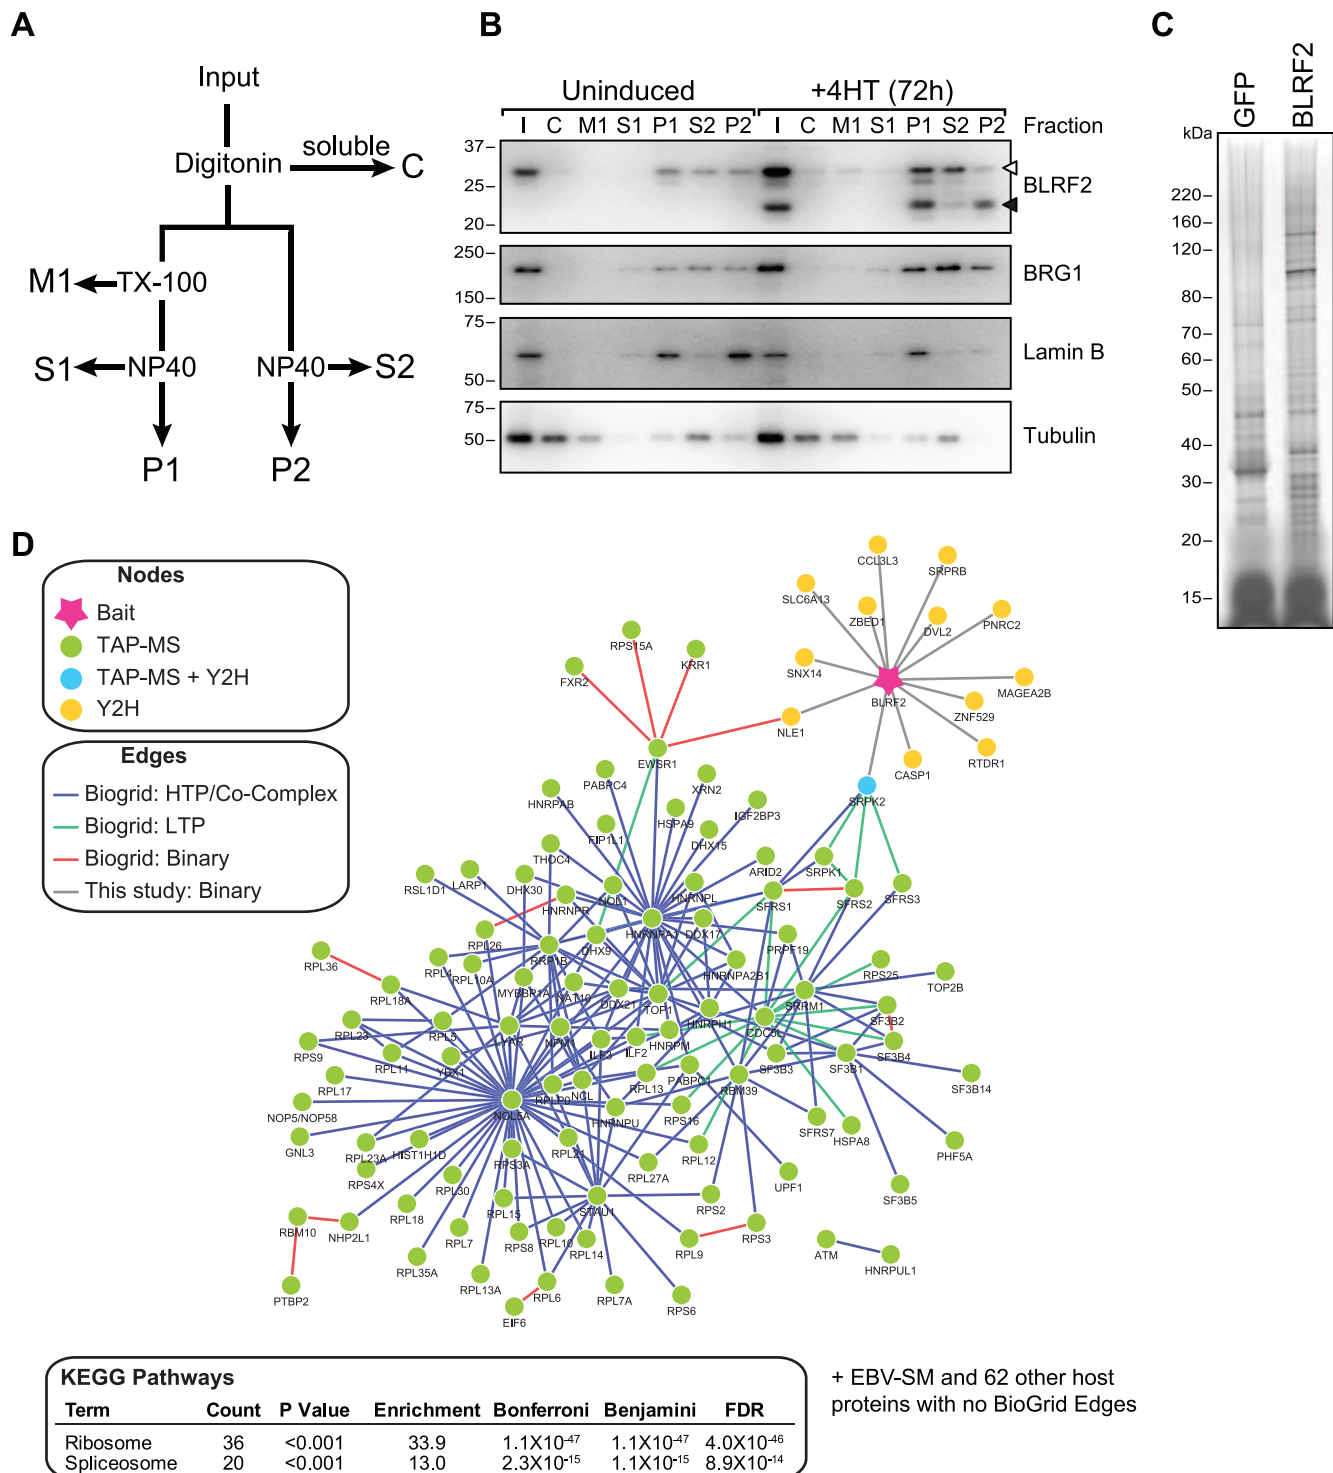 A
Input
Digitonin
soluble
C
M1
TX-100
S1
NP40
NP40
S2
P1
P2
B
Uninduced
+4HT (72h)
I C M1 S1 P1 S2 P2 I C M1 S1 P1 S2 P2 Fraction
37
25
20
BLRF2
250
150
BRG1
75
50
Lamin B
75
50
Tubulin
C
GFP
BLRF2
kDa
220
160
120
80
70
60
50
40
30
20
15
D
Nodes
Bait
TAP-MS
TAP-MS + Y2H
Y2H
Edges
Biogrid: HTP/Co-Complex
Biogrid: LTP
Biogrid: Binary
This study: Binary
CCL3L3
SRPRB
SLC6A13
ZBED1
DVL2
PNRC2
SNX14
BLRF2
MAGEA2B
ZNF529
NLE1
RTDR1
CASP1
SRPK2
RPS15A
KRR1
FXR2
EWSR1
PABPC4
XRN2
HNRPAB
HSPA9
IGF2BP3
FIP1L1
DHX15
THOC4
ARID2
SRPK1
RSL1D1
LARP1
DHX30
NOL1
HNRNPL
SFRS1
SFRS2
SFRS3
HNRNPR
HNRNPA1
DDX17
RPL26
DHX9
PRPF19
RPL36
RPL4
RPL10A
RRP1B
HNRNPA2B1
RPS25
TOP2B
RPL18A
MYBBP1A
NAT10
DDX21
TOP1
SRRM1
HNRPH1
CDC5L
SF3B2
RPL23
RPL5
LYAR
NPM1
ILF3
ILF2
HNRPM
SF3B4
RPS9
RPL11
YBX1
SF3B3
SF3B1
RPL17
RPL13
PABPC1
RBM39
SF3B14
NOP5/NOP58
NOL5A
RPLP0
NCL
HNRNPU
RPS16
SFRS7
HSPA8
GNL3
RPL23A
HIST1H1D
RPS3A
RPL21
RPL12
PHF5A
RPS4X
RPL30
RPL27A
UPF1
SF3B5
RPL18
RPL15
STAU1
RPS2
RBM10
NHP2L1
RPL7
RPS8
RPL10
RPL14
RPL9
RPS3
ATM
HNRPUL1
RPL35A
RPL13A
PTBP2
RPL6
RPL7A
RPS6
EIF6
KEGG Pathways
Term Count P Value Enrichment Bonferroni Benjamini FDR
Ribosome 36 <0.001 33.9 1.1X10⁻⁴⁷ 1.1X10⁻⁴⁷ 4.0X10⁻⁴⁶
Spliceosome 20 <0.001 13.0 2.3X10⁻¹⁵ 1.1X10⁻¹⁵ 8.9X10⁻¹⁴
+ EBV-SM and 62 other host
proteins with no BioGrid Edges